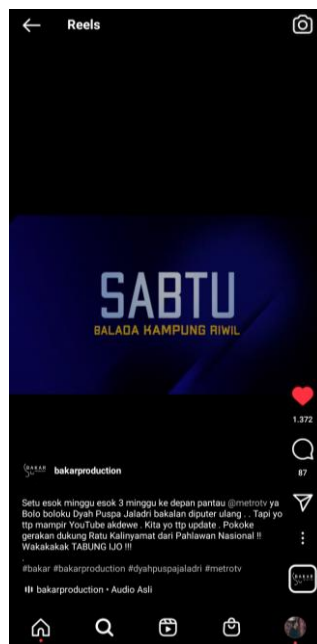 Reels
SABTU
BALADA KAMPUNG RIWIL
1.372
87
BAKAR
bakarproduction
Setu esok minggu esok 3 minggu ke depan pantau @metrotv ya
Bolo boloku Dyah Puspa Jaladri bakalan diputer ulang . . Tapi yo
ttp mampir YouTube akdewe . Kita yo ttp update . Pokoke
gerakan dukung Ratu Kalinyamat dari Pahlawan Nasional !!
Wakakakak TABUNG IJO !!!
.
#bakar #bakarproduction #dyahpuspajaladri #metrotv
bakarproduction • Audio Asli
BAKAR